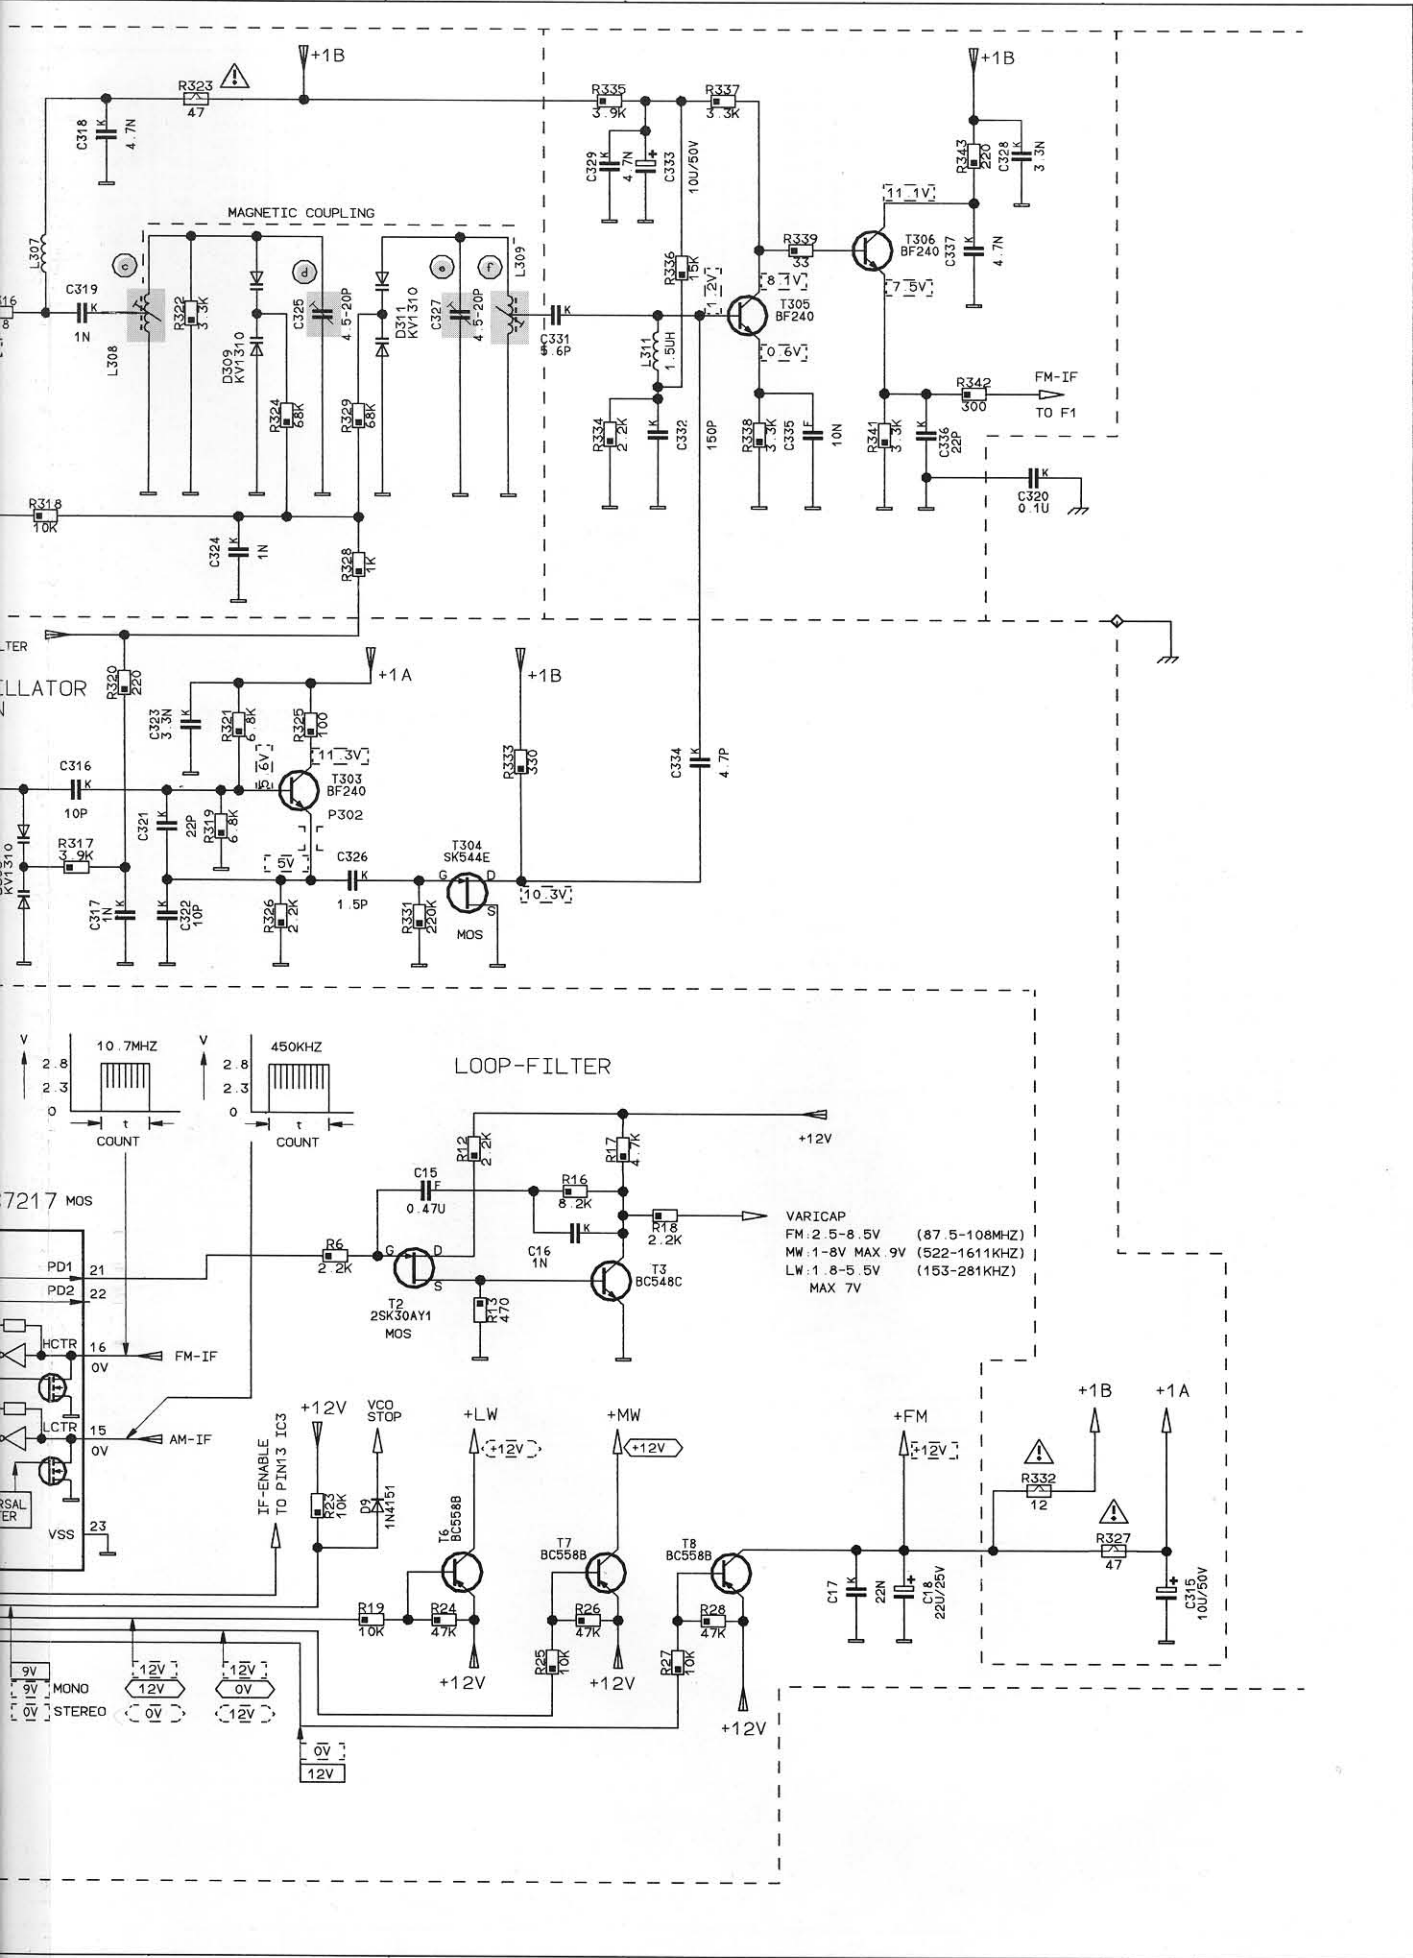 +1B
+1B
R323
47
R335
3.9K
R337
3.3K
C318
K
4.7N
C329
K
4.7N
C333
10U/50V
R343
220
C328
K
3.3N
11.1V
MAGNETIC COUPLING
L307
c
d
e
f
L309
R336
15K
1.2V
R339
33
T306
BF240
C337
K
4.7N
C319
K
1N
L308
R322
3.3K
D309
KV1310
C325
4.5-20P
D311
KV1310
C327
4.5-20P
8.1V
T305
BF240
7.5V
K
C331
5.6P
L311
1.5UH
0.6V
R324
68K
R329
68K
R334
2.2K
K
C332
150P
R338
3.3K
C335
F
10N
R341
3.3K
K
C336
22P
R342
300
FM-IF
TO F1
K
C320
0.1U
R318
10K
C324
K
1N
R328
1K
LTER
R320
220
+1A
+1B
ILLATOR
N
C323
3.3N
K
R321
6.8K
R325
100
5.6V
11.3V
T303
BF240
P302
R333
330
C334
K
4.7P
C316
K
10P
C321
K
22P
R319
6.8K
R317
3.9K
KV1310
5V
C326
K
1.5P
T304
SK544E
G
D
S
MOS
10.3V
C317
1N
K
K
C322
10P
R326
2.2K
R331
220K
V
10.7MHZ
2.8
2.3
0
t
COUNT
V
450KHZ
2.8
2.3
0
t
COUNT
LOOP-FILTER
+12V
R12
2.2K
R17
4.7K
C15
F
0.47U
R16
8.2K
C16
K
1N
R18
2.2K
VARICAP
FM:2.5-8.5V (87.5-108MHZ)
MW:1-8V MAX.9V (522-1611KHZ)
LW:1.8-5.5V (153-281KHZ)
MAX 7V
7217 MOS
R6
2.2K
G
D
S
T2
2SK30AY1
MOS
R13
470
T3
BC548C
PD1
21
PD2
22
HCTR
16
0V
FM-IF
LCTR
15
0V
AM-IF
RSAL
TER
VSS
23
IF-ENABLE
TO PIN13 IC3
+12V
R23
10K
VCO
STOP
D9
1N4151
+LW
+12V
+MW
+12V
+FM
+12V
+1B
+1A
R332
12
R327
47
T6
BC558B
T7
BC558B
T8
BC558B
C17
K
22N
C18
22U/25V
C315
10U/50V
R19
10K
R24
47K
R26
47K
R28
47K
R25
10K
R27
10K
+12V
+12V
+12V
9V
9V MONO
0V STEREO
12V
12V
0V
12V
0V
12V
0V
12V